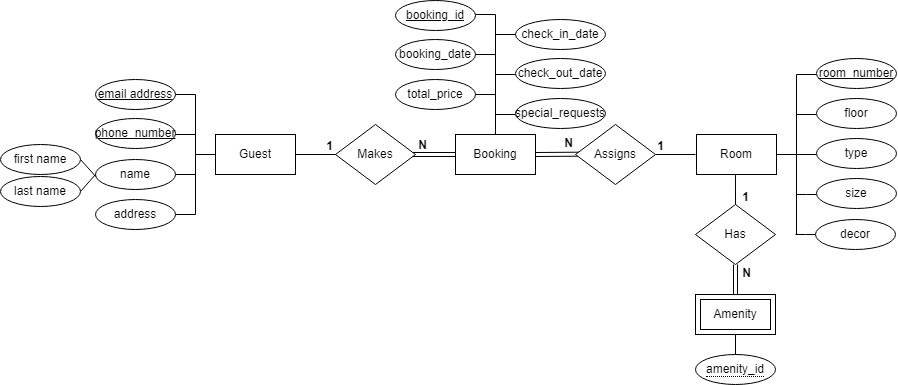 booking_id
check_in_date
booking_date
check_out_date
total_price
special_requests
email address
phone_number
first name
last name
name
address
Guest
1
Makes
N
Booking
N
Assigns
1
Room
room_number
floor
type
size
decor
1
Has
N
Amenity
amenity_id